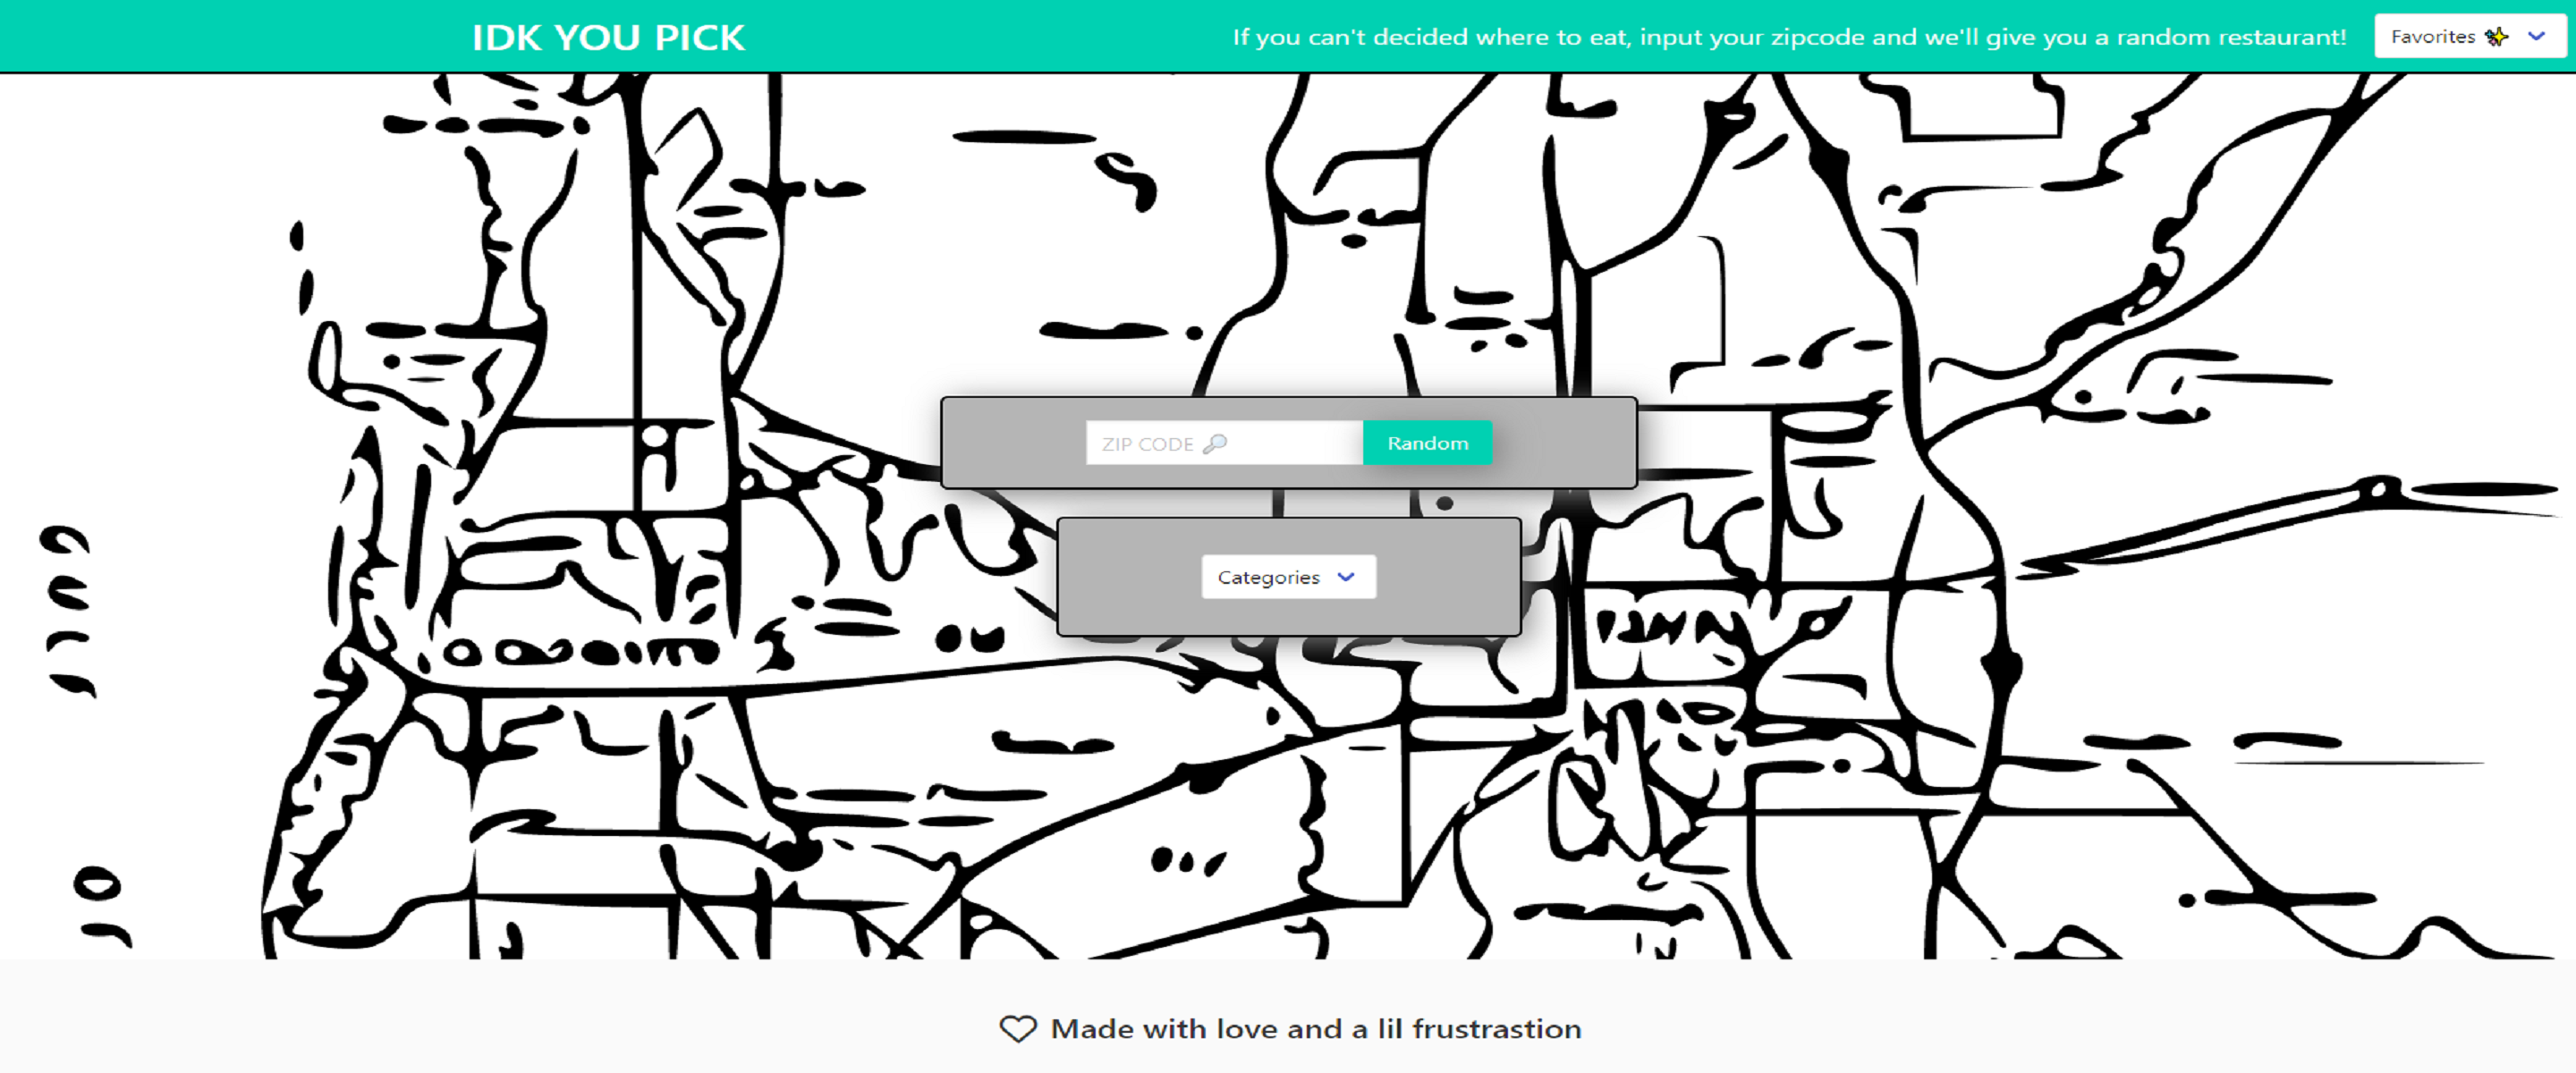 IDK YOU PICK
If you can't decided where to eat, input your zipcode and we'll give you a random restaurant!
Favorites ✨
ZIP CODE 🔎
Random
Categories
Made with love and a lil frustrastion